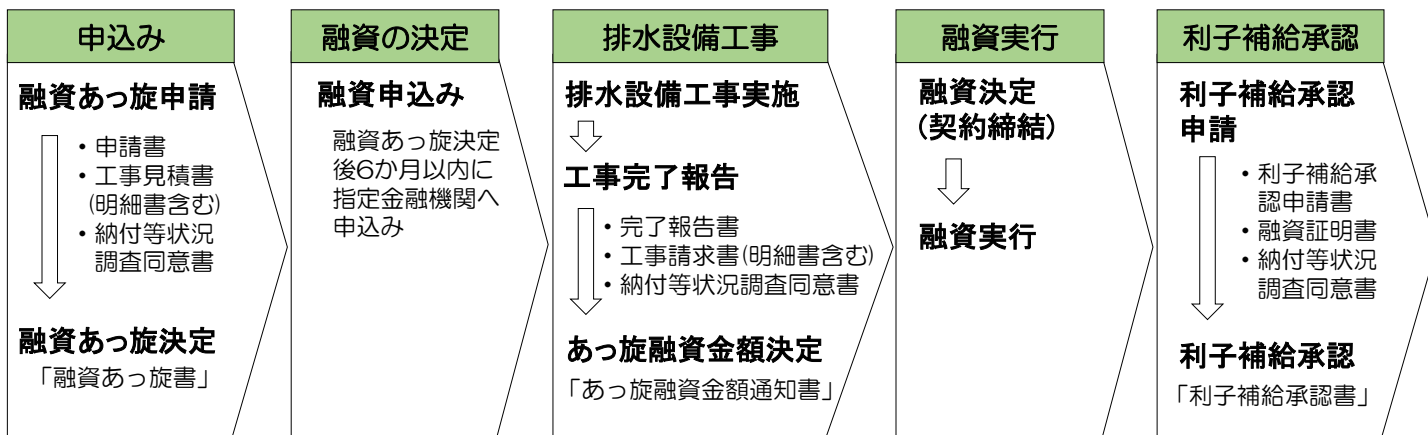 申込み
融資あっ旋申請
・申請書
・工事見積書
(明細書含む)
・納付等状況
調査同意書
融資あっ旋決定
「融資あっ旋書」
融資の決定
融資申込み
融資あっ旋決定
後6か月以内に
指定金融機関へ
申込み
排水設備工事
排水設備工事実施
工事完了報告
・完了報告書
・工事請求書(明細書含む)
・納付等状況調査同意書
あっ旋融資金額決定
「あっ旋融資金額通知書」
融資実行
融資決定
(契約締結)
融資実行
利子補給承認
利子補給承認
申請
・利子補給承
認申請書
・融資証明書
・納付等状況
調査同意書
利子補給承認
「利子補給承認書」